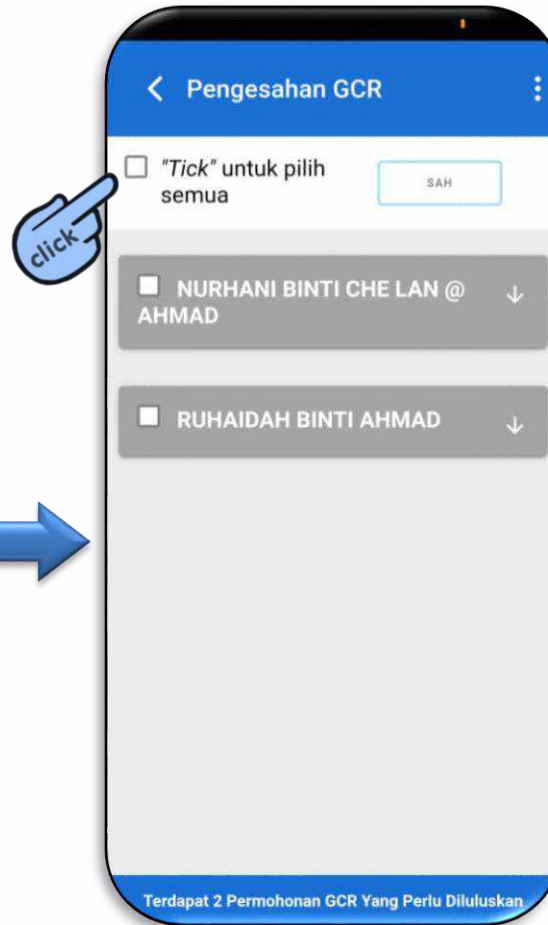 Pengesahan GCR
"Tick" untuk pilih
semua
SAH
click
NURHANI BINTI CHE LAN @
AHMAD
RUHAIDAH BINTI AHMAD
Terdapat 2 Permohonan GCR Yang Perlu Diluluskan